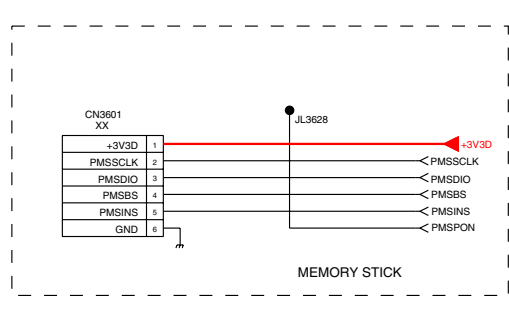 CN3601
XX
JL3628
+3V3D 1 +3V3D
PMSSCLK 2 PMSSCLK
PMSDIO 3 PMSDIO
PMSBS 4 PMSBS
PMSINS 5 PMSINS
GND 6 PMSPON
MEMORY STICK